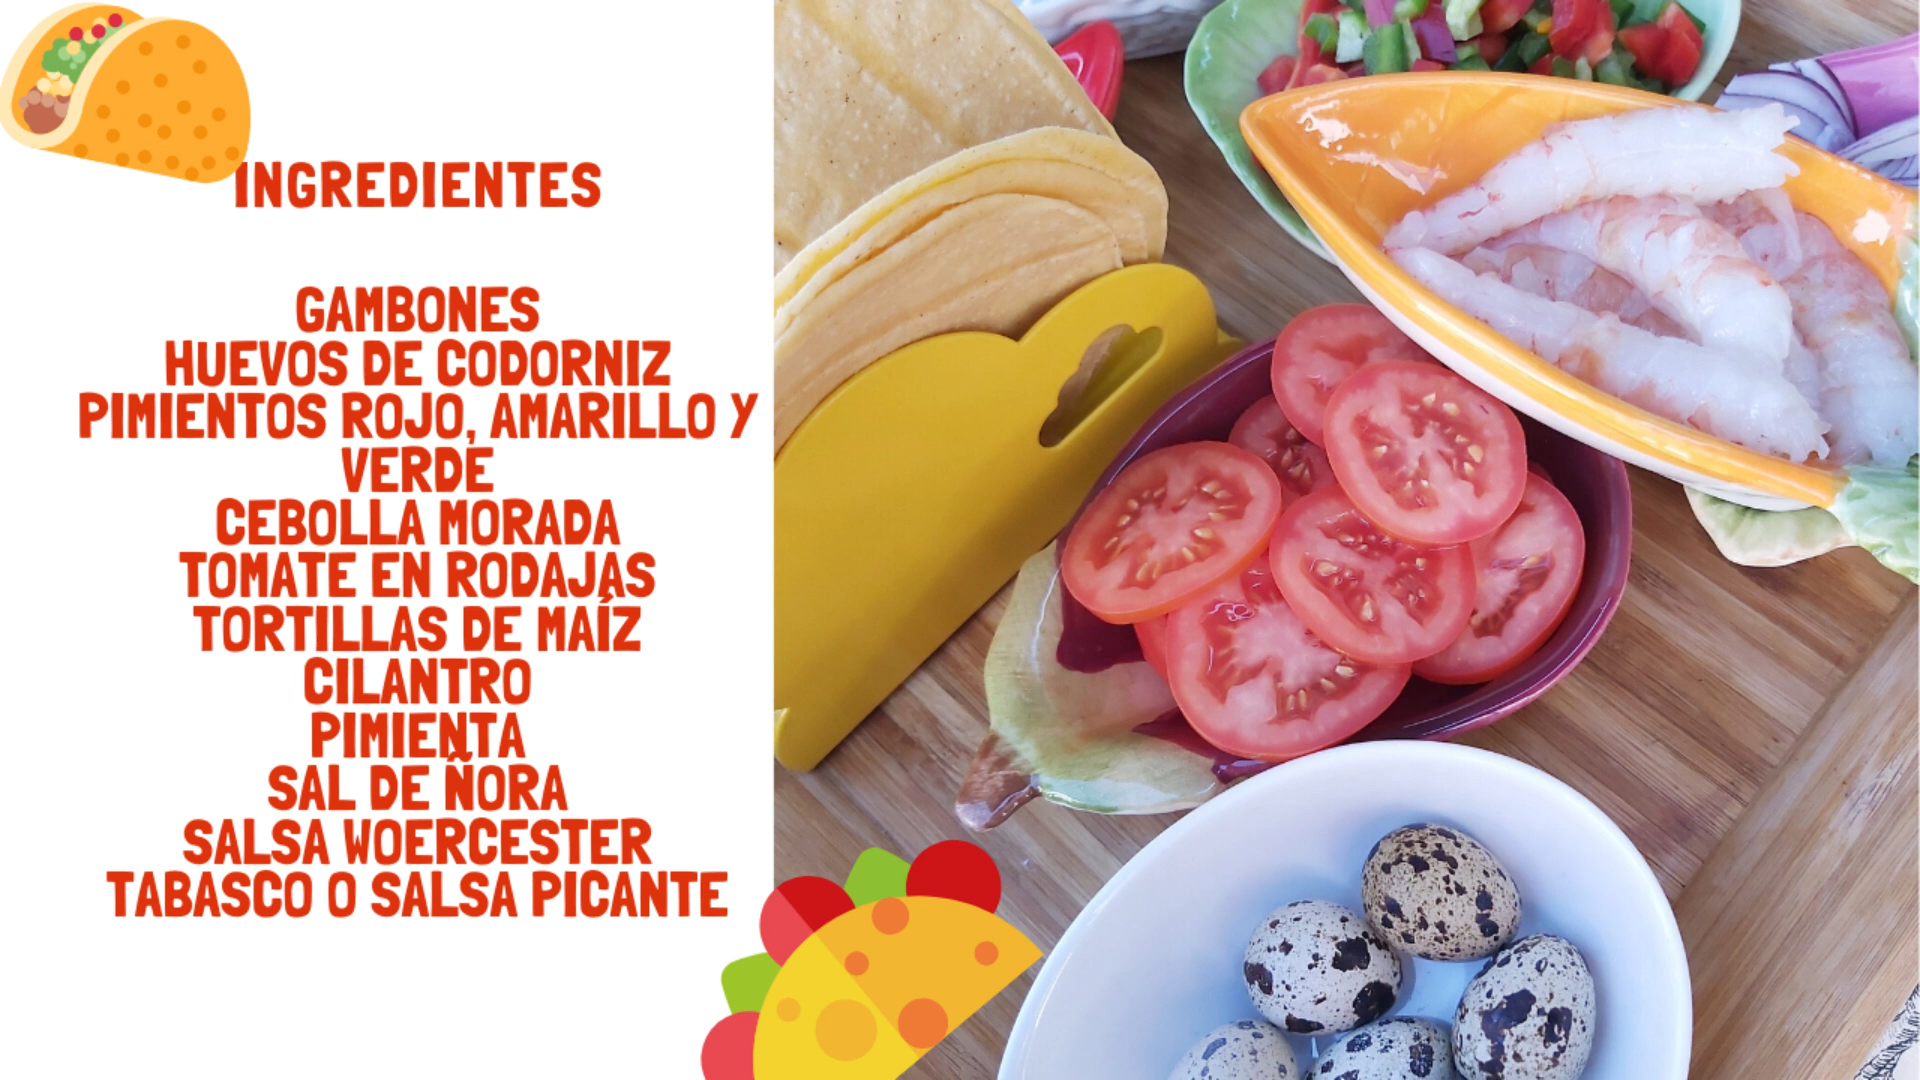 INGREDIENTES
GAMBONES
HUEVOS DE CODORNIZ
PIMIENTOS ROJO, AMARILLO Y
VERDE
CEBOLLA MORADA
TOMATE EN RODAJAS
TORTILLAS DE MAÍZ
CILANTRO
PIMIENTA
SAL DE ÑORA
SALSA WOERCESTER
TABASCO O SALSA PICANTE